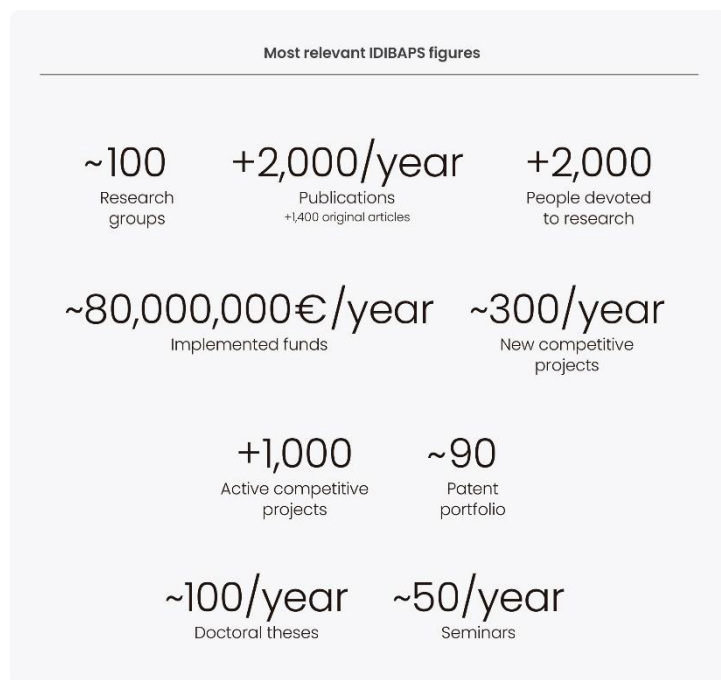 Most relevant IDIBAPS figures
~100
Research
groups
+2,000/year
Publications
+1,400 original articles
+2,000
People devoted
to research
~80,000,000€/year
Implemented funds
~300/year
New competitive
projects
+1,000
Active competitive
projects
~90
Patent
portfolio
~100/year
Doctoral theses
~50/year
Seminars